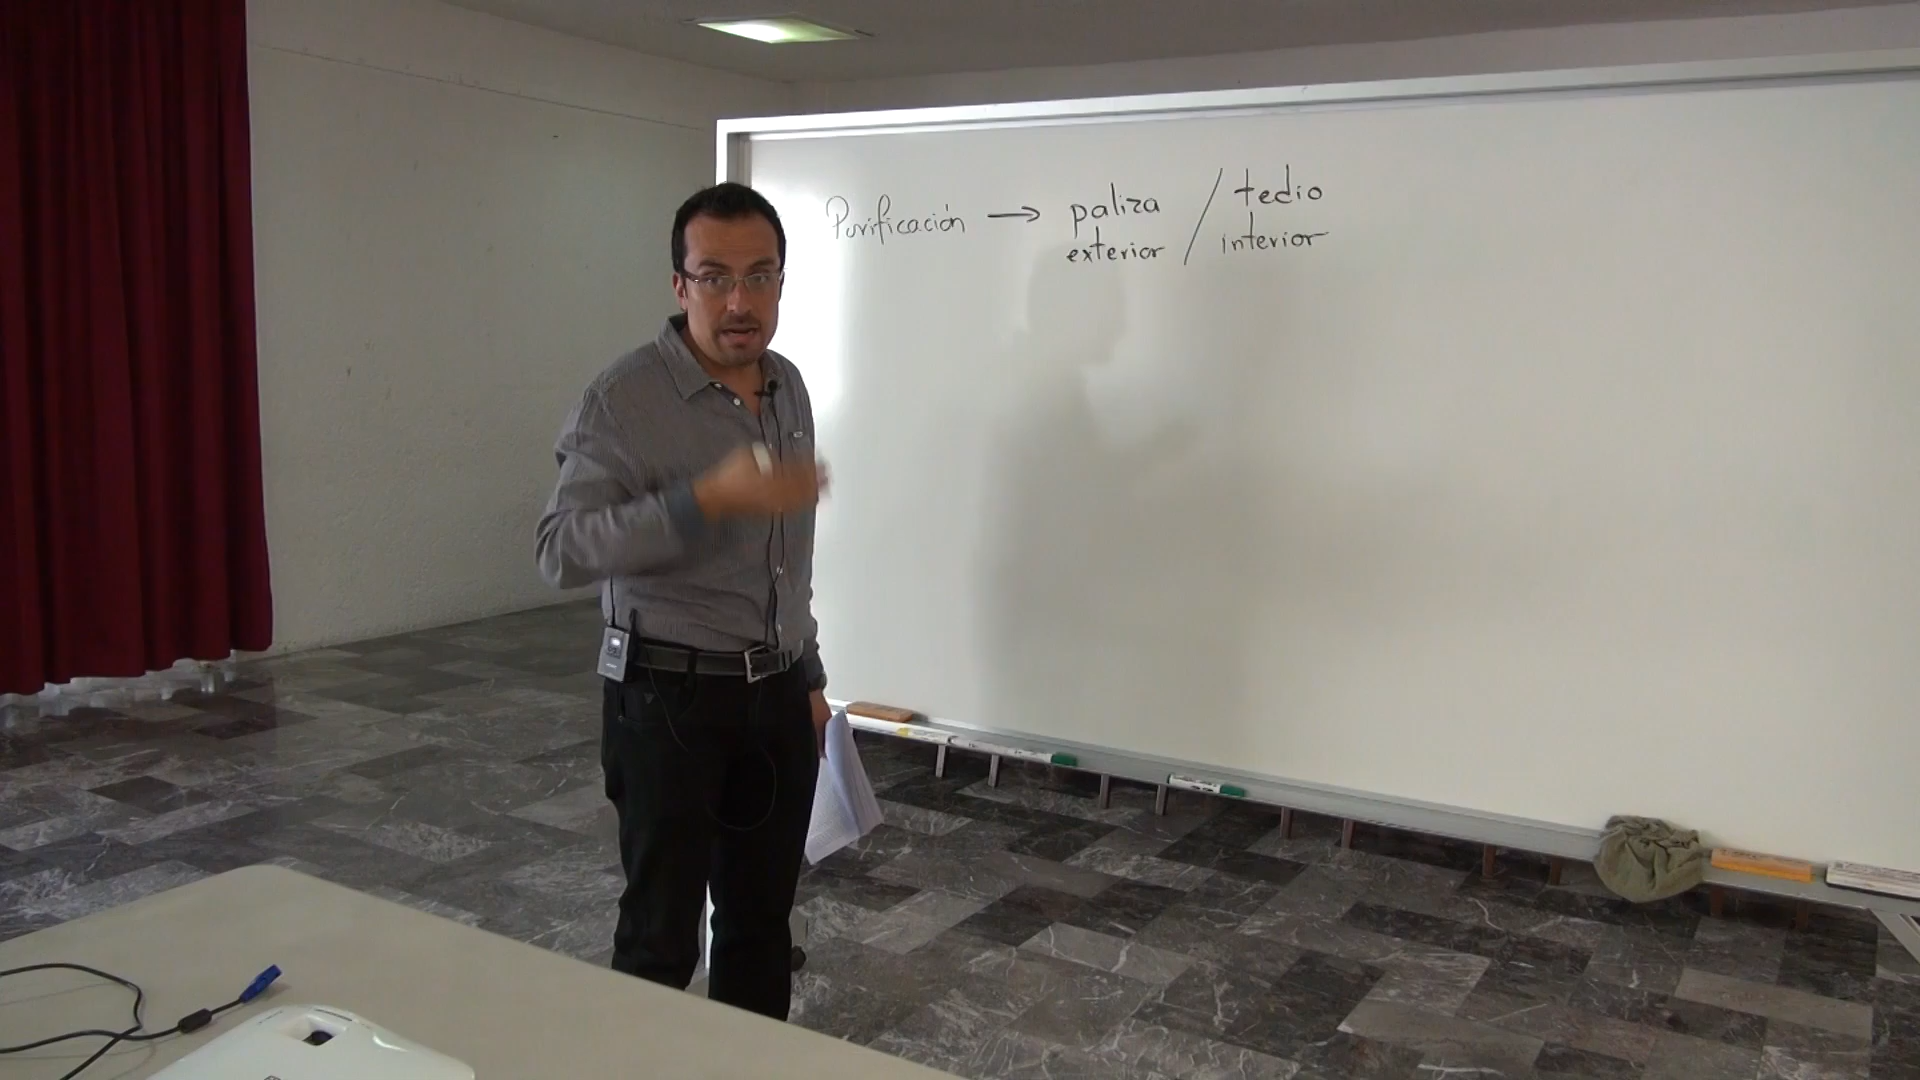 Purificación → paliza / tedio
exterior / interior